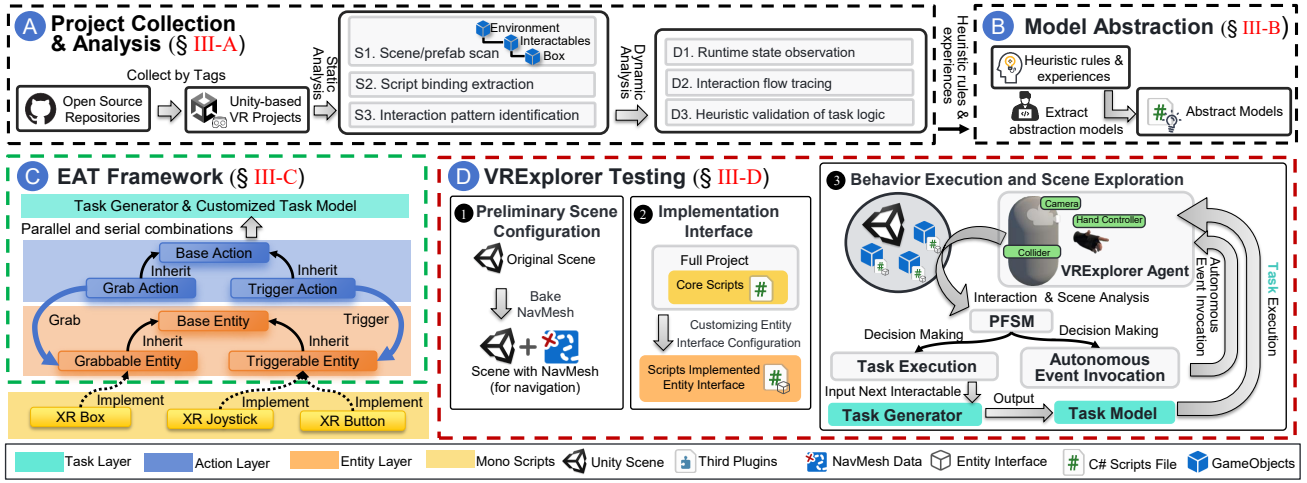 A Project Collection
& Analysis (§ III-A)
Collect by Tags
Open Source
Repositories
Unity-based
VR Projects
Static
Analysis
Environment
Interactables
Box
S1. Scene/prefab scan
S2. Script binding extraction
S3. Interaction pattern identification
Dynamic
Analysis
D1. Runtime state observation
D2. Interaction flow tracing
D3. Heuristic validation of task logic
Heuristic rules &
experiences
B Model Abstraction (§ III-B)
Heuristic rules
& experiences
Extract
abstraction models
Abstract Models
C EAT Framework (§ III-C)
Task Generator & Customized Task Model
Parallel and serial combinations
Base Action
Inherit
Inherit
Grab Action
Trigger Action
Grab
Trigger
Base Entity
Inherit
Inherit
Grabbable Entity
Triggerable Entity
Implement
Implement
Implement
XR Box
XR Joystick
XR Button
D VRExplorer Testing (§ III-D)
1 Preliminary Scene
Configuration
Original Scene
Bake
NavMesh
Scene with NavMesh
(for navigation)
2 Implementation
Interface
Full Project
Core Scripts
Customizing Entity
Interface Configuration
Scripts Implemented
Entity Interface
3 Behavior Execution and Scene Exploration
Camera
Hand Controller
Collider
VRExplorer Agent
Interaction & Scene Analysis
PFSM
Decision Making
Decision Making
Task Execution
Autonomous
Event Invocation
Input Next Interactable
Task Generator
Output
Task Model
Autonomous
Event Invocation
Task Execution
Task Layer
Action Layer
Entity Layer
Mono Scripts
Unity Scene
Third Plugins
NavMesh Data
Entity Interface
C# Scripts File
GameObjects